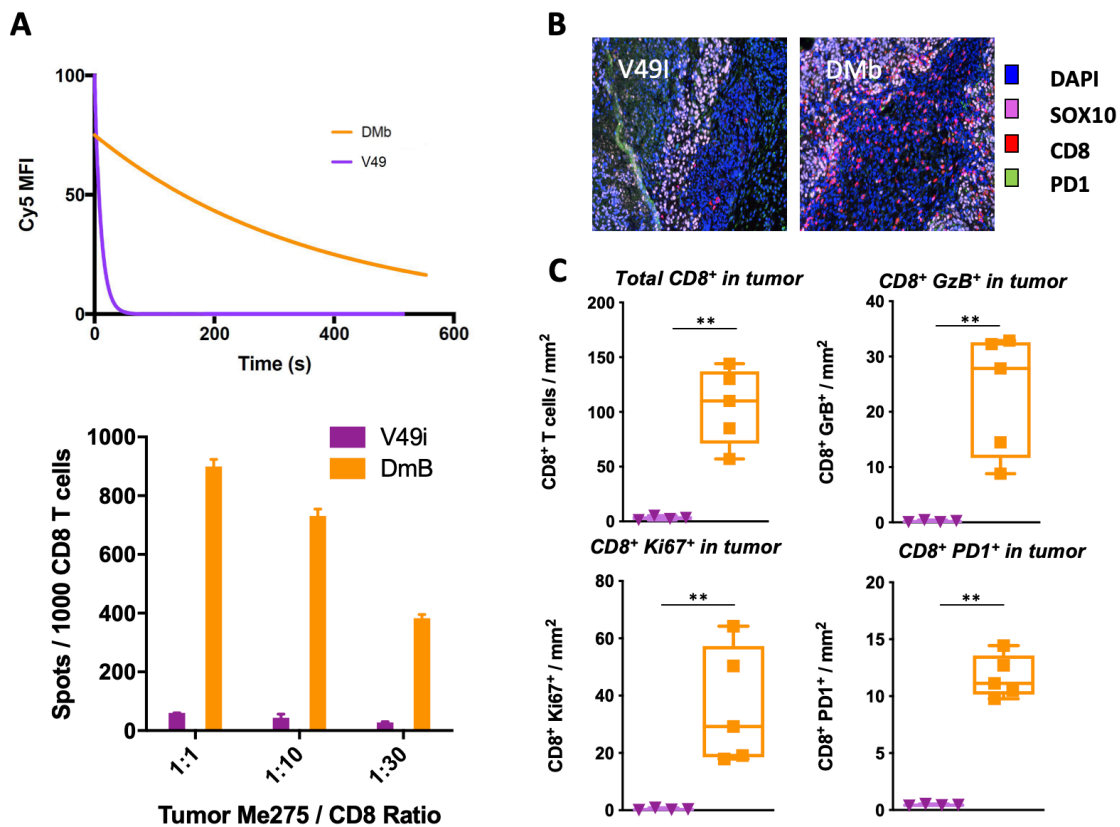 A
100
50
0
Cy5 MFI
DMb
V49
0
200
400
600
Time (s)
1000
800
600
400
200
0
Spots / 1000 CD8 T cells
V49i
DmB
1:1
1:10
1:30
Tumor Me275 / CD8 Ratio
B
V49I
DMb
DAPI
SOX10
CD8
PD1
C
Total CD8+ in tumor
200
150
100
50
0
CD8+ T cells / mm2
**
CD8+ GzB+ in tumor
40
30
20
10
0
CD8+ GrB+ / mm2
**
CD8+ Ki67+ in tumor
80
60
40
20
0
CD8+ Ki67+ / mm2
**
CD8+ PD1+ in tumor
20
15
10
5
0
CD8+ PD1+ / mm2
**